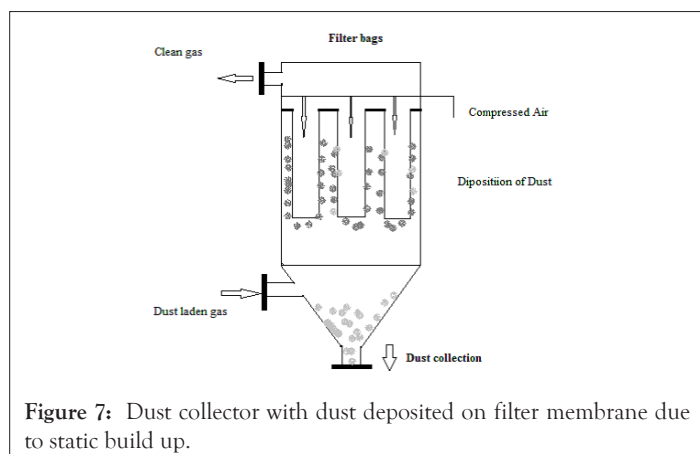 Filter bags
Clean gas
Compressed Air
Dipositiion of Dust
Dust laden gas
Dust collection
Figure 7: Dust collector with dust deposited on filter membrane due
to static build up.